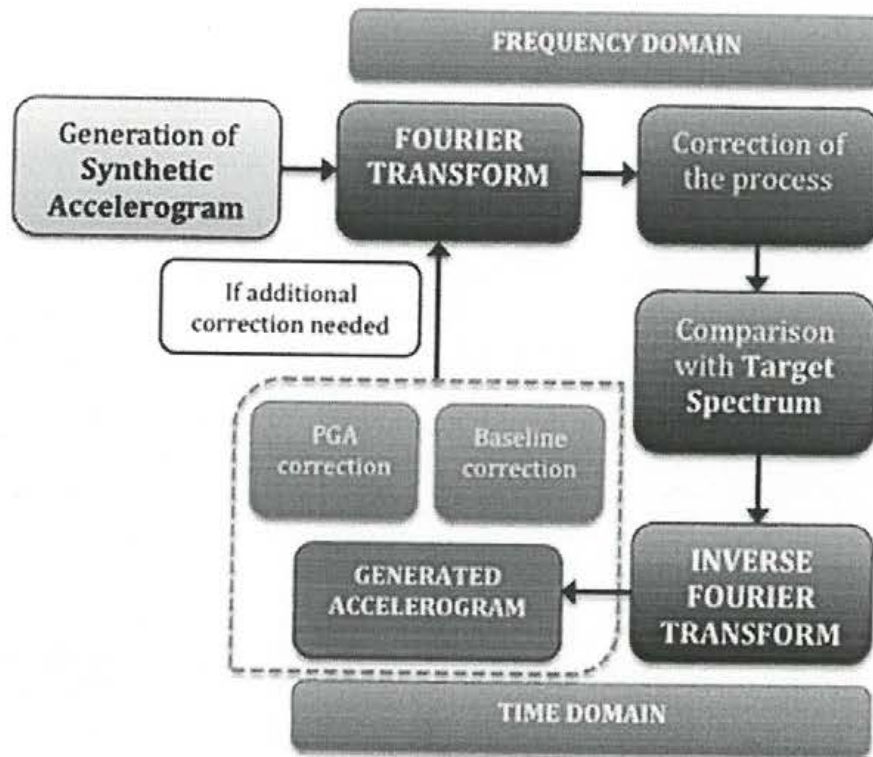 FREQUENCY DOMAIN
Generation of
Synthetic
Accelerogram
FOURIER
TRANSFORM
Correction of
the process
If additional
correction needed
Comparison
with Target
Spectrum
PGA
correction
Baseline
correction
GENERATED
ACCELEROGRAM
INVERSE
FOURIER
TRANSFORM
TIME DOMAIN